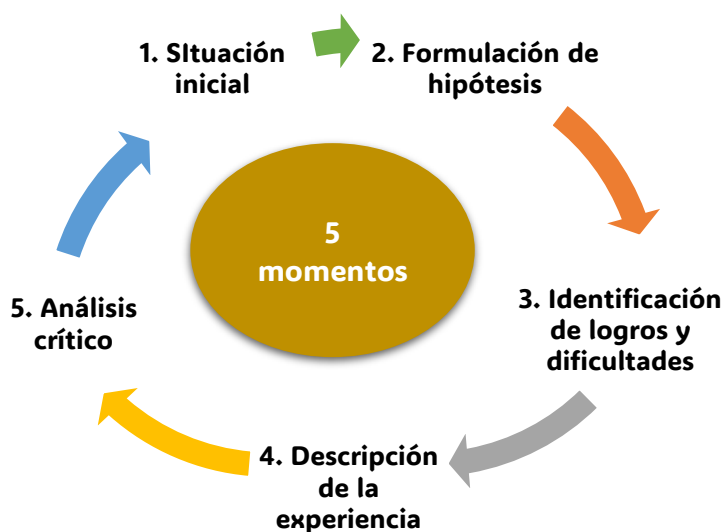 1. SItuación
inicial
2. Formulación de
hipótesis
5
momentos
3. Identificación
de logros y
dificultades
4. Descripción
de la
experiencia
5. Análisis
crítico